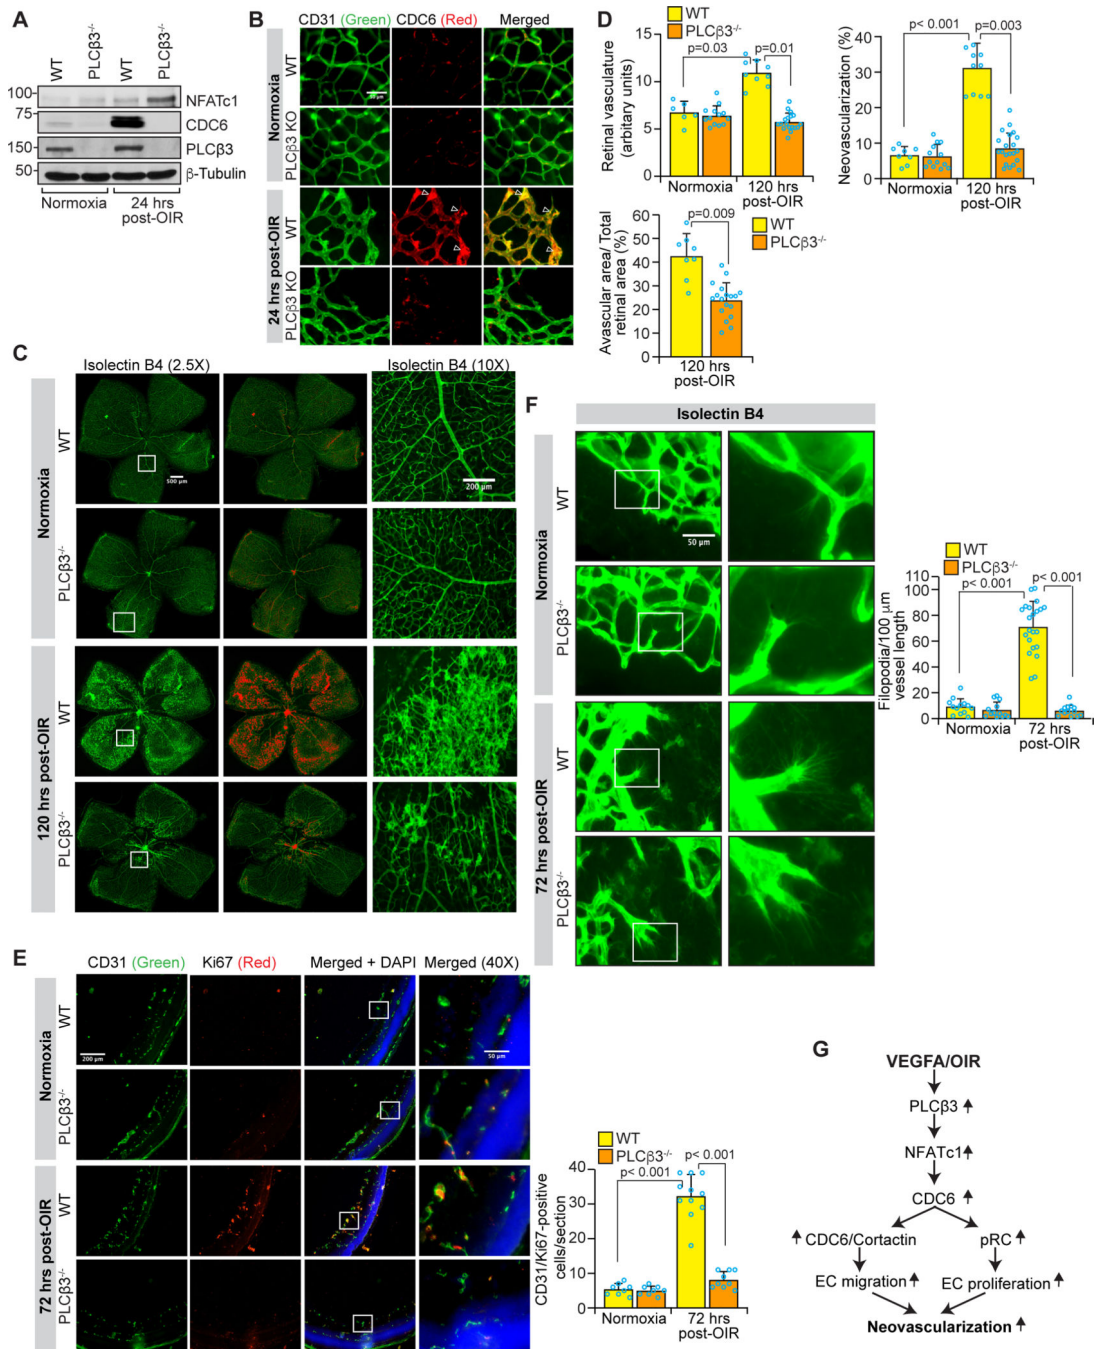 A
WT
PLCβ3-/-
WT
PLCβ3-/-
100
75
150
50
NFATc1
CDC6
PLCβ3
β-Tubulin
Normoxia
24 hrs
post-OIR
B
CD31 (Green)
CDC6 (Red)
Merged
Normoxia
WT
PLCβ3 KO
24 hrs post-OIR
WT
PLCβ3 KO
C
Isolectin B4 (2.5X)
Isolectin B4 (10X)
Normoxia
WT
500 µm
200 µm
PLCβ3-/-
120 hrs post-OIR
WT
PLCβ3-/-
D
WT
PLCβ3-/-
p=0.03
p=0.01
Retinal vasculature
(arbitrary units)
15
10
5
0
Normoxia
120 hrs
post-OIR
p< 0.001
p=0.003
Neovascularization (%)
50
40
30
20
10
0
Normoxia
120 hrs
post-OIR
Avascular area/Total
retinal area (%)
60
50
40
30
20
10
0
p=0.009
WT
PLCβ3-/-
120 hrs
post-OIR
E
CD31 (Green)
Ki67 (Red)
Merged + DAPI
Merged (40X)
Normoxia
WT
200 µm
50 µm
PLCβ3-/-
72 hrs post-OIR
WT
PLCβ3-/-
WT
PLCβ3-/-
p< 0.001
p< 0.001
CD31/Ki67-positive
cells/section
40
30
20
10
0
Normoxia
72 hrs
post-OIR
F
Isolectin B4
Normoxia
WT
50 µm
PLCβ3-/-
72 hrs post-OIR
WT
PLCβ3-/-
WT
PLCβ3-/-
p< 0.001
p< 0.001
Filopodia/100 µm
vessel length
110
100
80
60
40
20
0
Normoxia
72 hrs
post-OIR
G
VEGFA/OIR
PLCβ3
NFATc1
CDC6
CDC6/Cortactin
pRC
EC migration
EC proliferation
Neovascularization